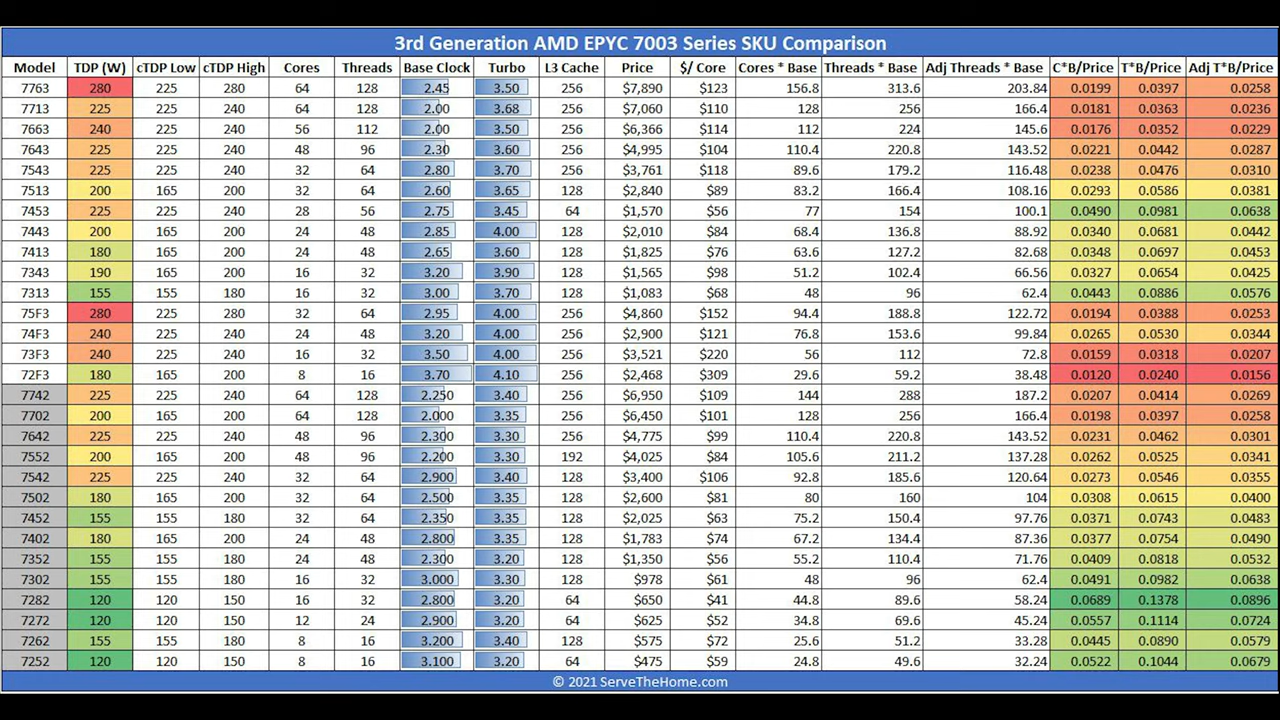 3rd Generation AMD EPYC 7003 Series SKU Comparison
Model TDP (W) cTDP Low cTDP High Cores Threads Base Clock Turbo L3 Cache Price $/ Core Cores * Base Threads * Base Adj Threads * Base C*B/Price T*B/Price Adj T*B/Price
7763 280 225 280 64 128 2.45 3.50 256 $7,890 $123 156.8 313.6 203.84 0.0199 0.0397 0.0258
7713 225 225 240 64 128 2.00 3.68 256 $7,060 $110 128 256 166.4 0.0181 0.0363 0.0236
7663 240 225 240 56 112 2.00 3.50 256 $6,366 $114 112 224 145.6 0.0176 0.0352 0.0229
7643 225 225 240 48 96 2.30 3.60 256 $4,995 $104 110.4 220.8 143.52 0.0221 0.0442 0.0287
7543 225 225 240 32 64 2.80 3.70 256 $3,761 $118 89.6 179.2 116.48 0.0238 0.0476 0.0310
7513 200 165 200 32 64 2.60 3.65 128 $2,840 $89 83.2 166.4 108.16 0.0293 0.0586 0.0381
7453 225 225 240 28 56 2.75 3.45 64 $1,570 $56 77 154 100.1 0.0490 0.0981 0.0638
7443 200 165 200 24 48 2.85 4.00 128 $2,010 $84 68.4 136.8 88.92 0.0340 0.0681 0.0442
7413 180 165 200 24 48 2.65 3.60 128 $1,825 $76 63.6 127.2 82.68 0.0348 0.0697 0.0453
7343 190 165 200 16 32 3.20 3.90 128 $1,565 $98 51.2 102.4 66.56 0.0327 0.0654 0.0425
7313 155 155 180 16 32 3.00 3.70 128 $1,083 $68 48 96 62.4 0.0443 0.0886 0.0576
75F3 280 225 280 32 64 2.95 4.00 256 $4,860 $152 94.4 188.8 122.72 0.0194 0.0388 0.0253
74F3 240 225 240 24 48 3.20 4.00 256 $2,900 $121 76.8 153.6 99.84 0.0265 0.0530 0.0344
73F3 240 225 240 16 32 3.50 4.00 256 $3,521 $220 56 112 72.8 0.0159 0.0318 0.0207
72F3 180 165 200 8 16 3.70 4.10 256 $2,468 $309 29.6 59.2 38.48 0.0120 0.0240 0.0156
7742 225 225 240 64 128 2.250 3.40 256 $6,950 $109 144 288 187.2 0.0207 0.0414 0.0269
7702 200 165 200 64 128 2.000 3.35 256 $6,450 $101 128 256 166.4 0.0198 0.0397 0.0258
7642 225 225 240 48 96 2.300 3.30 256 $4,775 $99 110.4 220.8 143.52 0.0231 0.0462 0.0301
7552 200 165 200 48 96 2.200 3.30 192 $4,025 $84 105.6 211.2 137.28 0.0262 0.0525 0.0341
7542 225 225 240 32 64 2.900 3.40 128 $3,400 $106 92.8 185.6 120.64 0.0273 0.0546 0.0355
7502 180 165 200 32 64 2.500 3.35 128 $2,600 $81 80 160 104 0.0308 0.0615 0.0400
7452 155 155 180 32 64 2.350 3.35 128 $2,025 $63 75.2 150.4 97.76 0.0371 0.0743 0.0483
7402 180 165 200 24 48 2.800 3.35 128 $1,783 $74 67.2 134.4 87.36 0.0377 0.0754 0.0490
7352 155 155 180 24 48 2.300 3.20 128 $1,350 $56 55.2 110.4 71.76 0.0409 0.0818 0.0532
7302 155 155 180 16 32 3.000 3.30 128 $978 $61 48 96 62.4 0.0491 0.0982 0.0638
7282 120 120 150 16 32 2.800 3.20 64 $650 $41 44.8 89.6 58.24 0.0689 0.1378 0.0896
7272 120 120 150 12 24 2.900 3.20 64 $625 $52 34.8 69.6 45.24 0.0557 0.1114 0.0724
7262 155 155 180 8 16 3.200 3.40 128 $575 $72 25.6 51.2 33.28 0.0445 0.0890 0.0579
7252 120 120 150 8 16 3.100 3.20 64 $475 $59 24.8 49.6 32.24 0.0522 0.1044 0.0679
© 2021 ServeTheHome.com